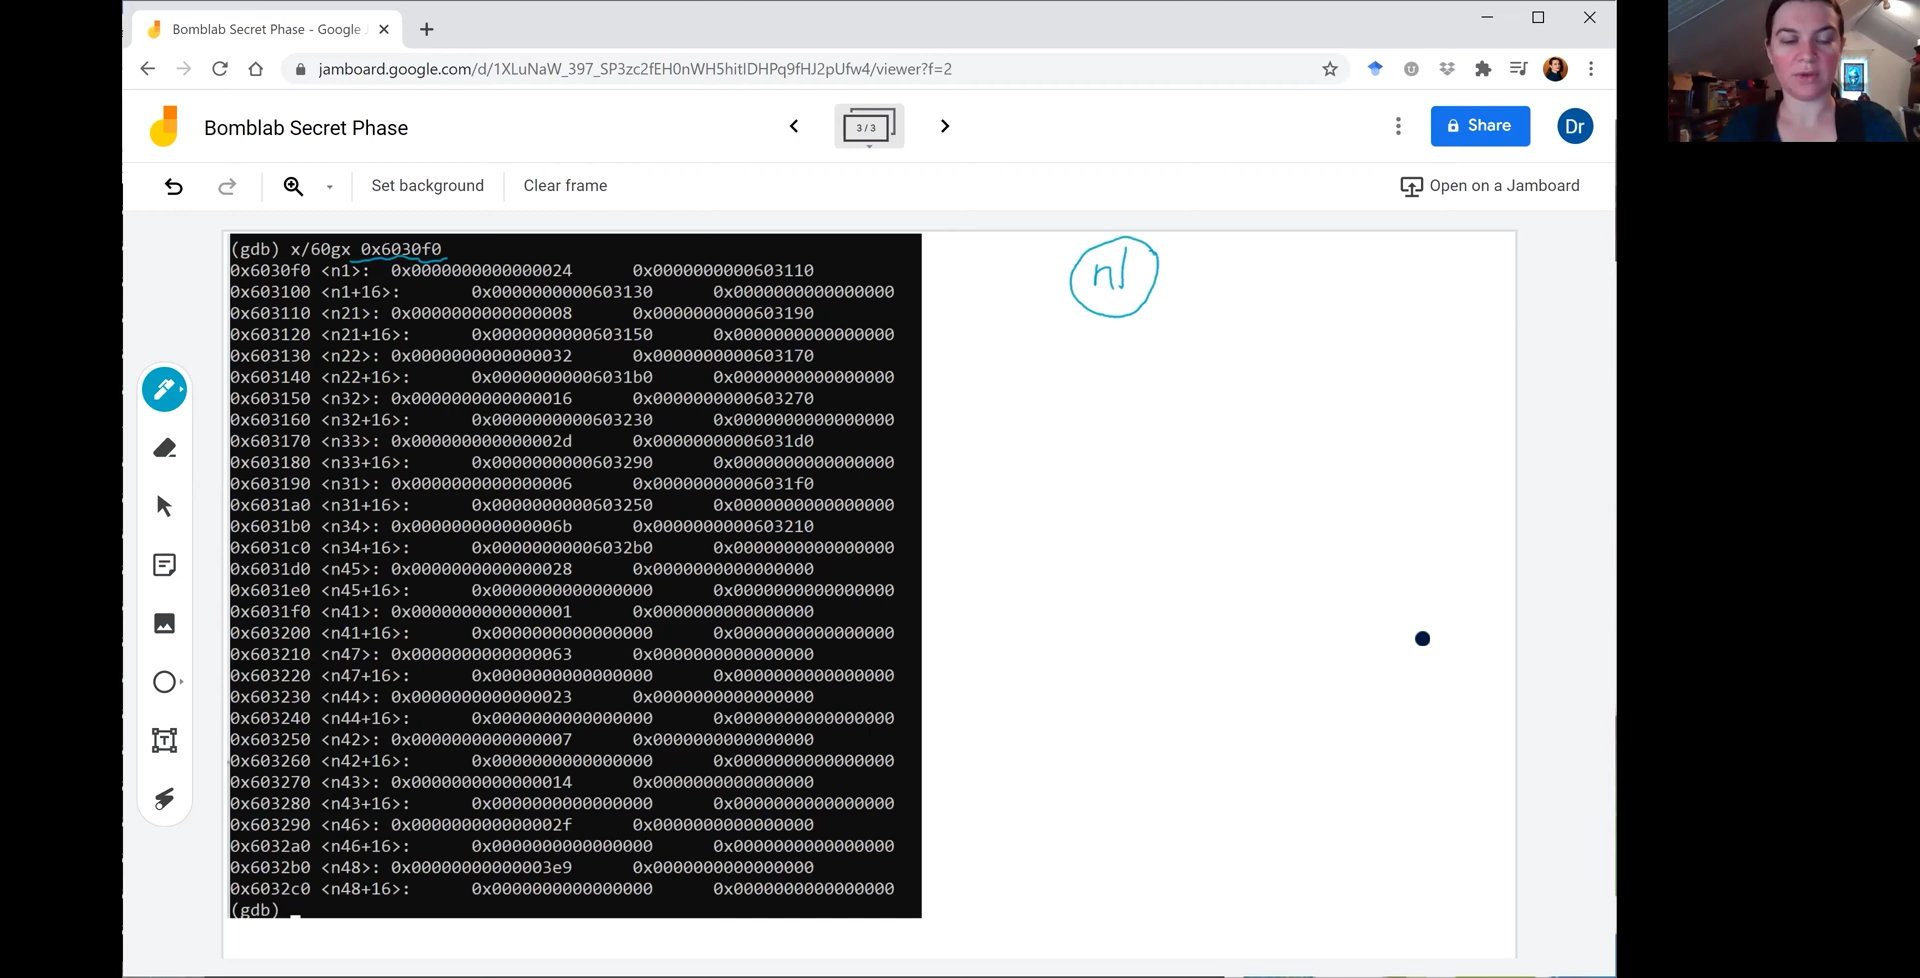 Bomblab Secret Phase - Google J
jamboard.google.com/d/1XLuNaW_397_SP3zc2fEH0nWH5hitlDHPq9fHJ2pUfw4/viewer?f=2
Bomblab Secret Phase
3 / 3
Share
Dr
Set background
Clear frame
Open on a Jamboard
(gdb) x/60gx 0x6030f0
0x6030f0 <n1>: 0x0000000000000024 0x0000000000603110
0x603100 <n1+16>: 0x0000000000603130 0x0000000000000000
0x603110 <n21>: 0x0000000000000008 0x0000000000603190
0x603120 <n21+16>: 0x0000000000603150 0x0000000000000000
0x603130 <n22>: 0x0000000000000032 0x0000000000603170
0x603140 <n22+16>: 0x00000000006031b0 0x0000000000000000
0x603150 <n32>: 0x0000000000000016 0x0000000000603270
0x603160 <n32+16>: 0x0000000000603230 0x0000000000000000
0x603170 <n33>: 0x000000000000002d 0x00000000006031d0
0x603180 <n33+16>: 0x0000000000603290 0x0000000000000000
0x603190 <n31>: 0x0000000000000006 0x00000000006031f0
0x6031a0 <n31+16>: 0x0000000000603250 0x0000000000000000
0x6031b0 <n34>: 0x000000000000006b 0x0000000000603210
0x6031c0 <n34+16>: 0x00000000006032b0 0x0000000000000000
0x6031d0 <n45>: 0x0000000000000028 0x0000000000000000
0x6031e0 <n45+16>: 0x0000000000000000 0x0000000000000000
0x6031f0 <n41>: 0x0000000000000001 0x0000000000000000
0x603200 <n41+16>: 0x0000000000000000 0x0000000000000000
0x603210 <n47>: 0x0000000000000063 0x0000000000000000
0x603220 <n47+16>: 0x0000000000000000 0x0000000000000000
0x603230 <n44>: 0x0000000000000023 0x0000000000000000
0x603240 <n44+16>: 0x0000000000000000 0x0000000000000000
0x603250 <n42>: 0x0000000000000007 0x0000000000000000
0x603260 <n42+16>: 0x0000000000000000 0x0000000000000000
0x603270 <n43>: 0x0000000000000014 0x0000000000000000
0x603280 <n43+16>: 0x0000000000000000 0x0000000000000000
0x603290 <n46>: 0x000000000000002f 0x0000000000000000
0x6032a0 <n46+16>: 0x0000000000000000 0x0000000000000000
0x6032b0 <n48>: 0x00000000000003e9 0x0000000000000000
0x6032c0 <n48+16>: 0x0000000000000000 0x0000000000000000
(gdb)
n1